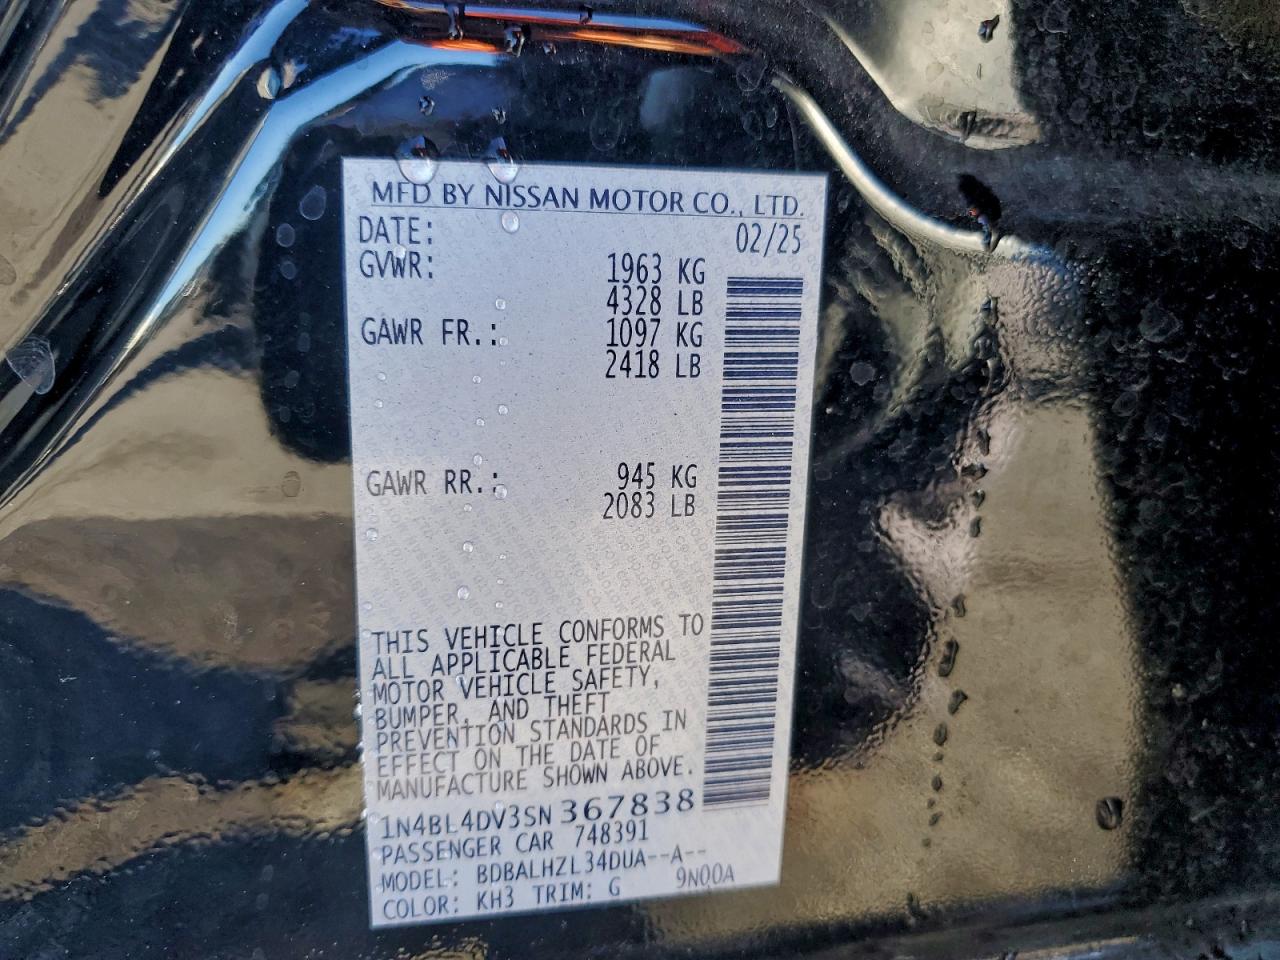 MFD BY NISSAN MOTOR CO., LTD.
DATE: 02/25
GVWR: 1963 KG
4328 LB
GAWR FR.: 1097 KG
2418 LB
GAWR RR.: 945 KG
2083 LB
THIS VEHICLE CONFORMS TO
ALL APPLICABLE FEDERAL
MOTOR VEHICLE SAFETY,
BUMPER, AND THEFT
PREVENTION STANDARDS IN
EFFECT ON THE DATE OF
MANUFACTURE SHOWN ABOVE.
1N4BL4DV3SN367838
PASSENGER CAR 748391
MODEL: BDBALHZL34DUA--A--
COLOR: KH3 TRIM: G 9N00A